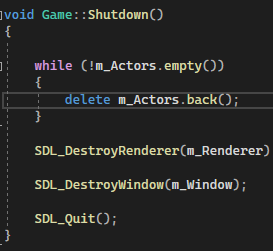 void Game::Shutdown()
{
while (!m_Actors.empty())
{
delete m_Actors.back();
}
SDL_DestroyRenderer(m_Renderer)
SDL_DestroyWindow(m_Window);
SDL_Quit();
}